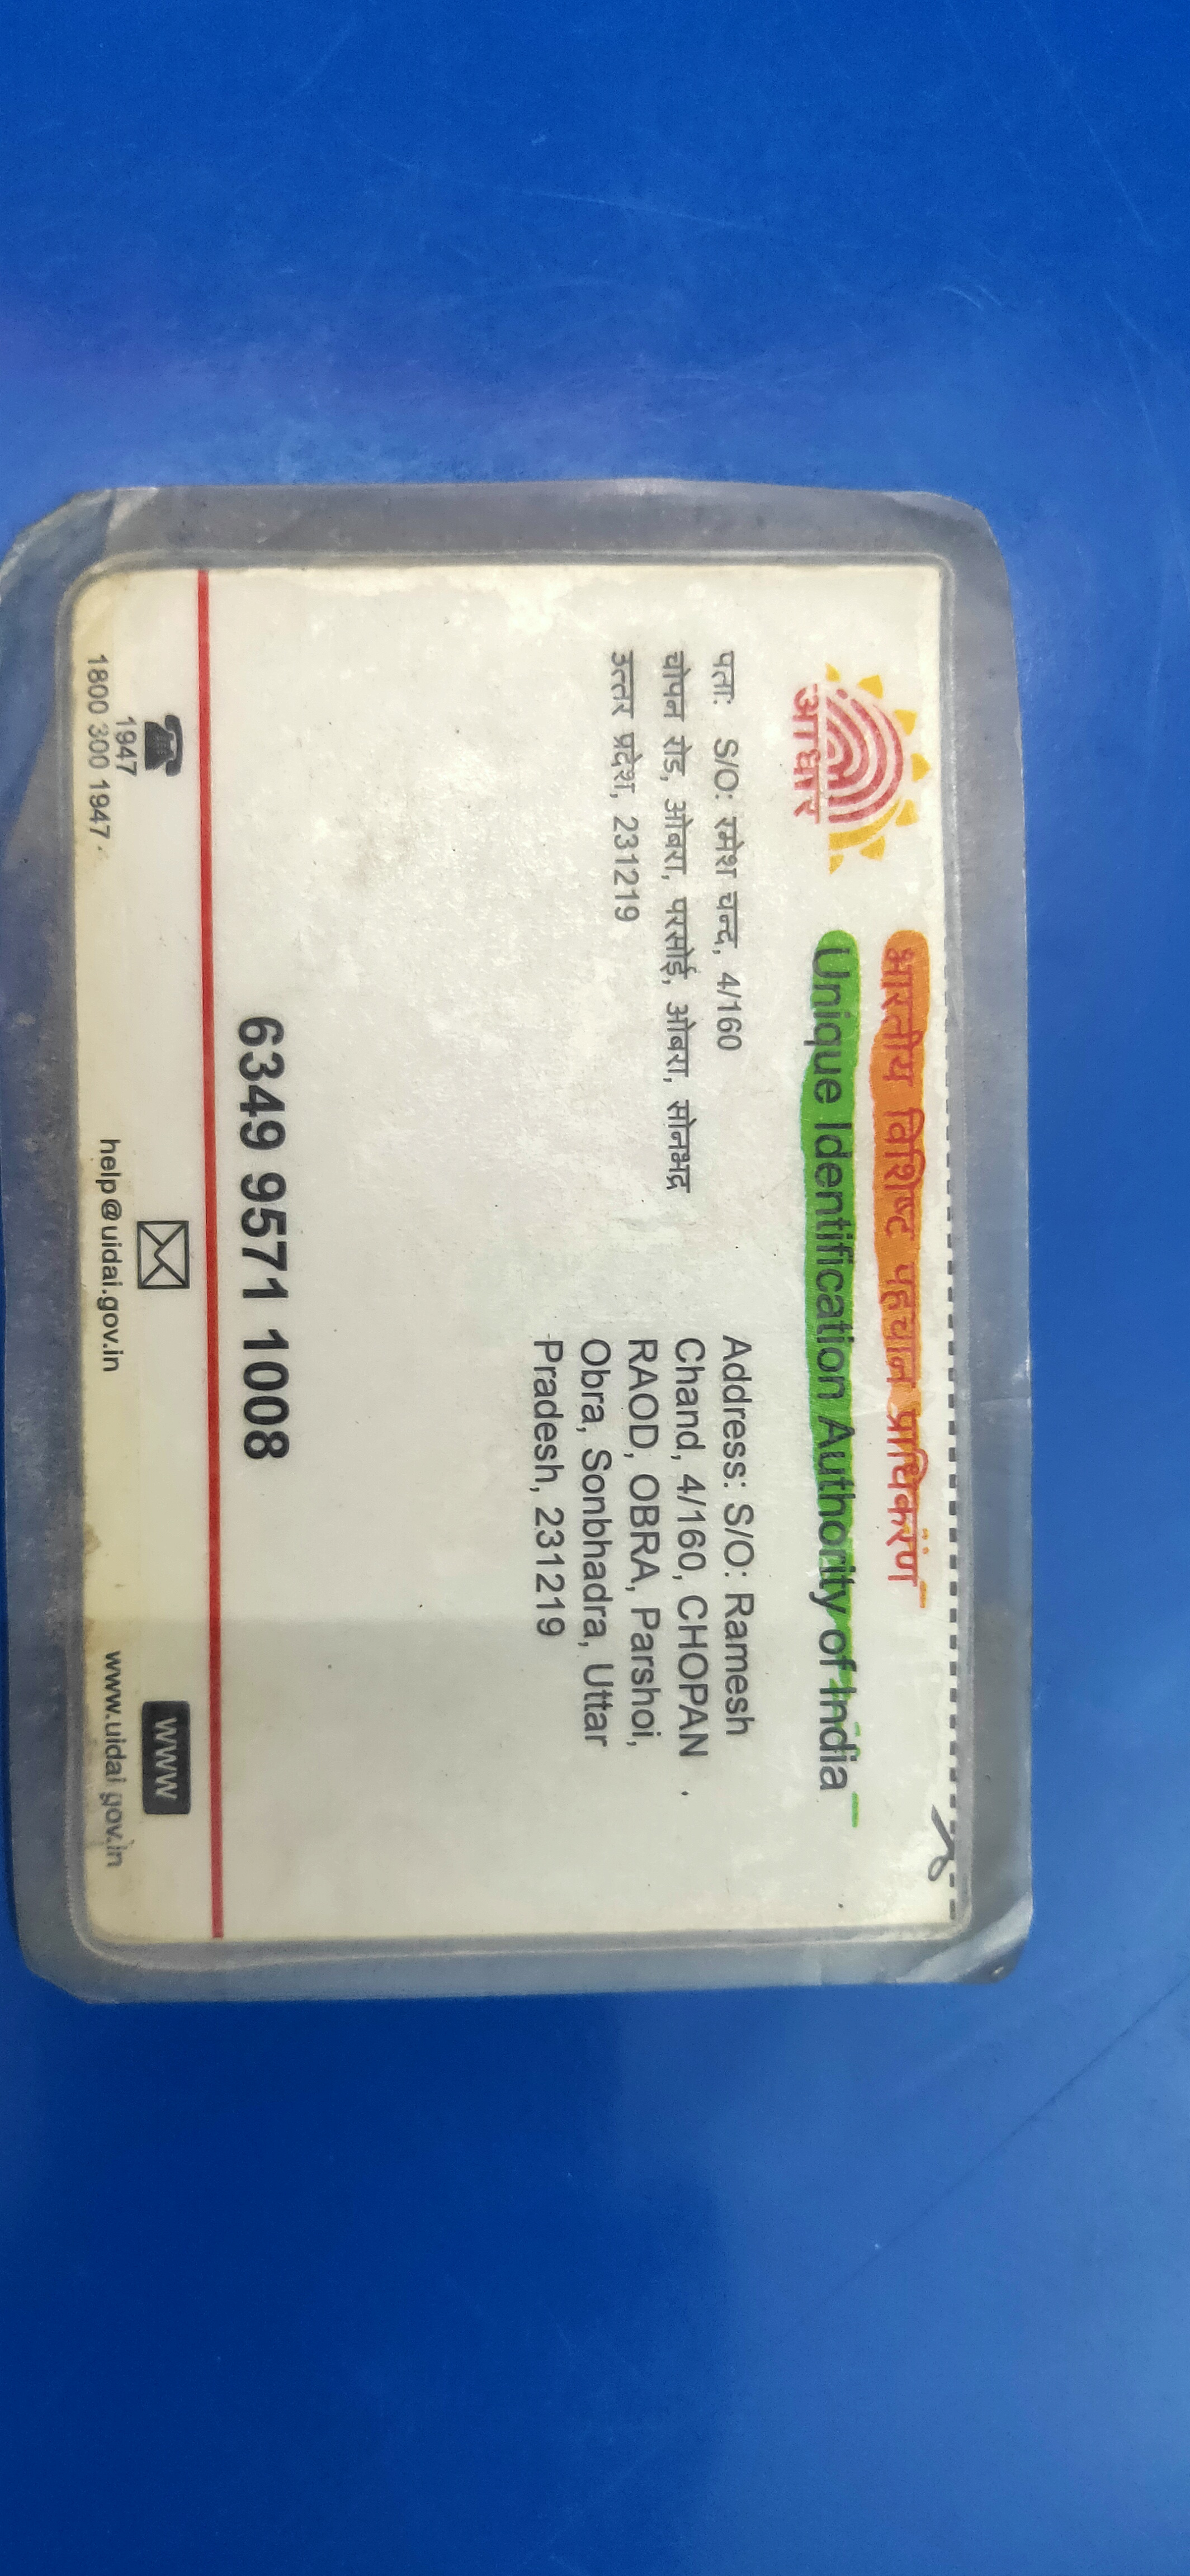 आधार
भारतीय विशिष्ट पहचान प्राधिकरण
Unique Identification Authority of India
पता: S/O: रमेश चन्द, 4/160
चोपन रोड, ओबरा, परसोई, ओबरा, सोनभद्र
उत्तर प्रदेश, 231219
Address: S/O: Ramesh
Chand, 4/160, CHOPAN
RAOD, OBRA, Parshoi,
Obra, Sonbhadra, Uttar
Pradesh, 231219
6349 9571 1008
1947
1800 300 1947
help@uidai.gov.in
www
www.uidai.gov.in